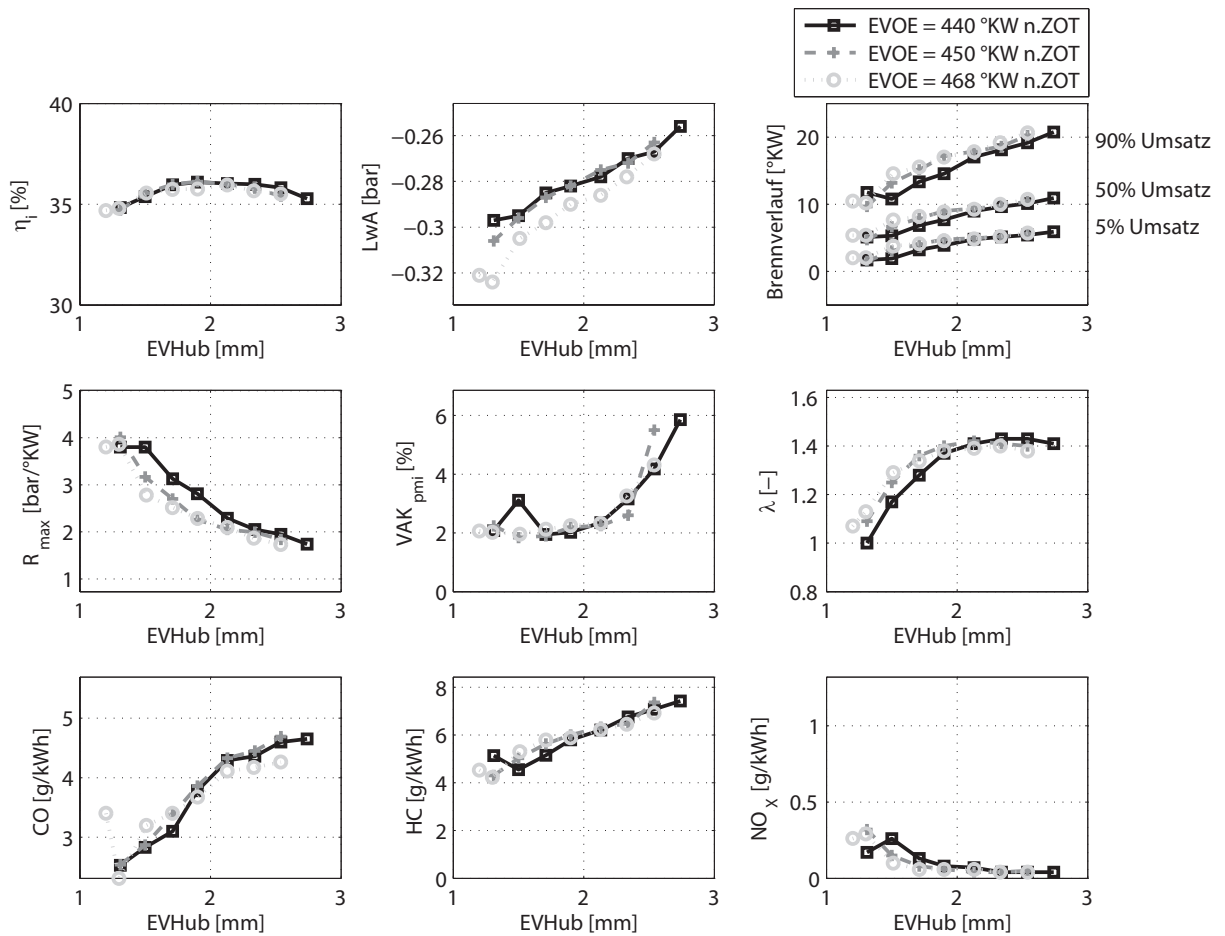 EVOE = 440 °KW n.ZOT
EVOE = 450 °KW n.ZOT
EVOE = 468 °KW n.ZOT
40
35
30
η_i [%]
1 2 3
EVHub [mm]
−0.26
−0.28
−0.3
−0.32
LwA [bar]
1 2 3
EVHub [mm]
20
10
0
Brennverlauf [°KW]
90% Umsatz
50% Umsatz
5% Umsatz
1 2 3
EVHub [mm]
5
4
3
2
1
R_max [bar/°KW]
1 2 3
EVHub [mm]
6
4
2
0
VAK_pmi [%]
1 2 3
EVHub [mm]
1.6
1.4
1.2
1
0.8
λ [−]
1 2 3
EVHub [mm]
5
4
3
CO [g/kWh]
1 2 3
EVHub [mm]
8
6
4
2
0
HC [g/kWh]
1 2 3
EVHub [mm]
1
0.5
0
NO_X [g/kWh]
1 2 3
EVHub [mm]